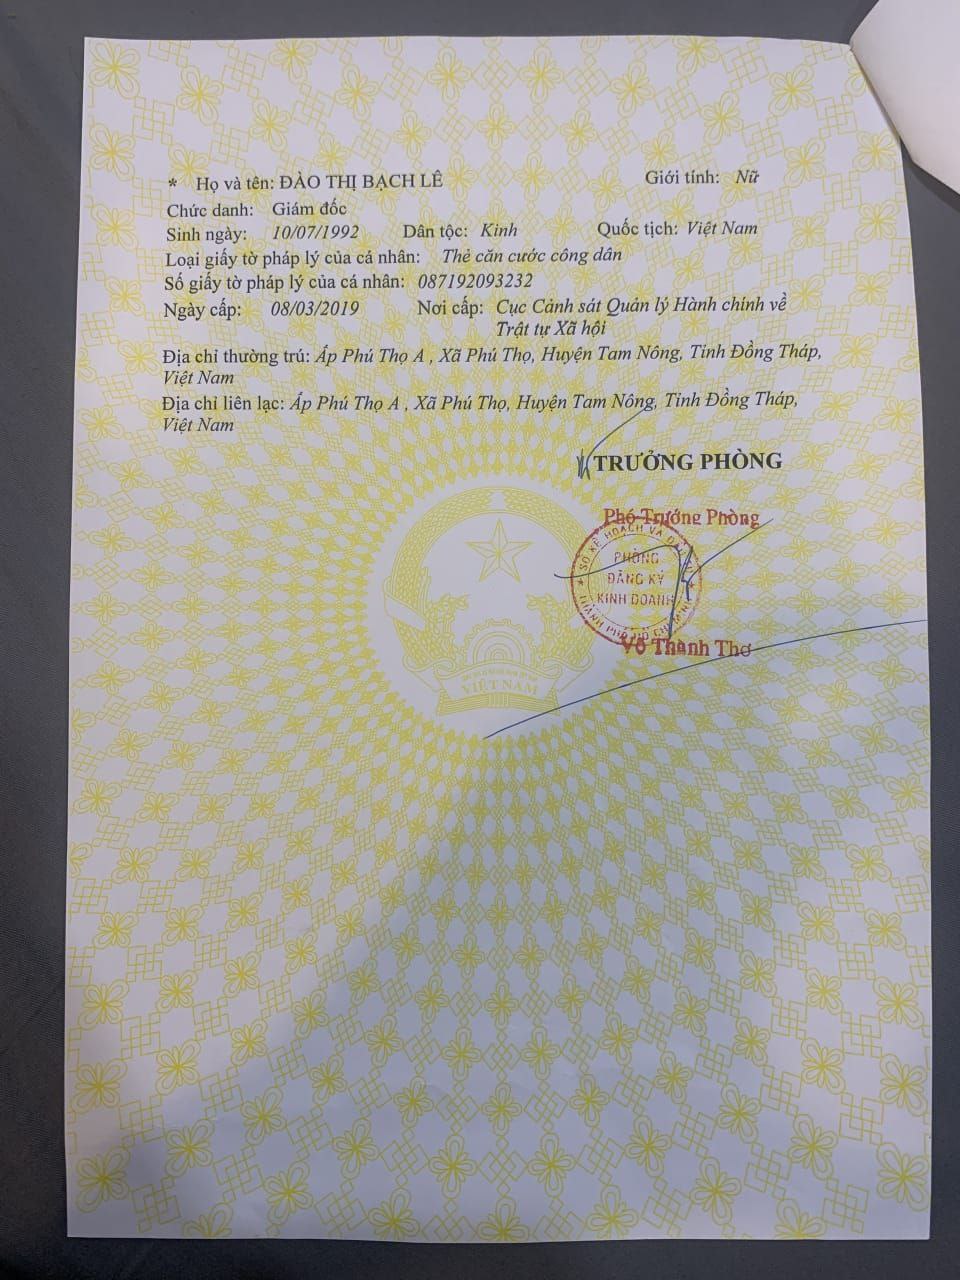 * Họ và tên: ĐÀO THỊ BẠCH LÊ Giới tính: Nữ
Chức danh: Giám đốc
Sinh ngày: 10/07/1992 Dân tộc: Kinh Quốc tịch: Việt Nam
Loại giấy tờ pháp lý của cá nhân: Thẻ căn cước công dân
Số giấy tờ pháp lý của cá nhân: 087192093232
Ngày cấp: 08/03/2019 Nơi cấp: Cục Cảnh sát Quản lý Hành chính về
Trật tự Xã hội
Địa chỉ thường trú: Ấp Phú Thọ A , Xã Phú Thọ, Huyện Tam Nông, Tỉnh Đồng Tháp,
Việt Nam
Địa chỉ liên lạc: Ấp Phú Thọ A , Xã Phú Thọ, Huyện Tam Nông, Tỉnh Đồng Tháp,
Việt Nam
TRƯỞNG PHÒNG
Phó Trưởng Phòng
SỞ KẾ HOẠCH VÀ ĐẦU TƯ
PHÒNG
ĐĂNG KÝ
KINH DOANH
THÀNH PHỐ HỒ CHÍ MINH
Võ Thành Thơ
VIỆT NAM